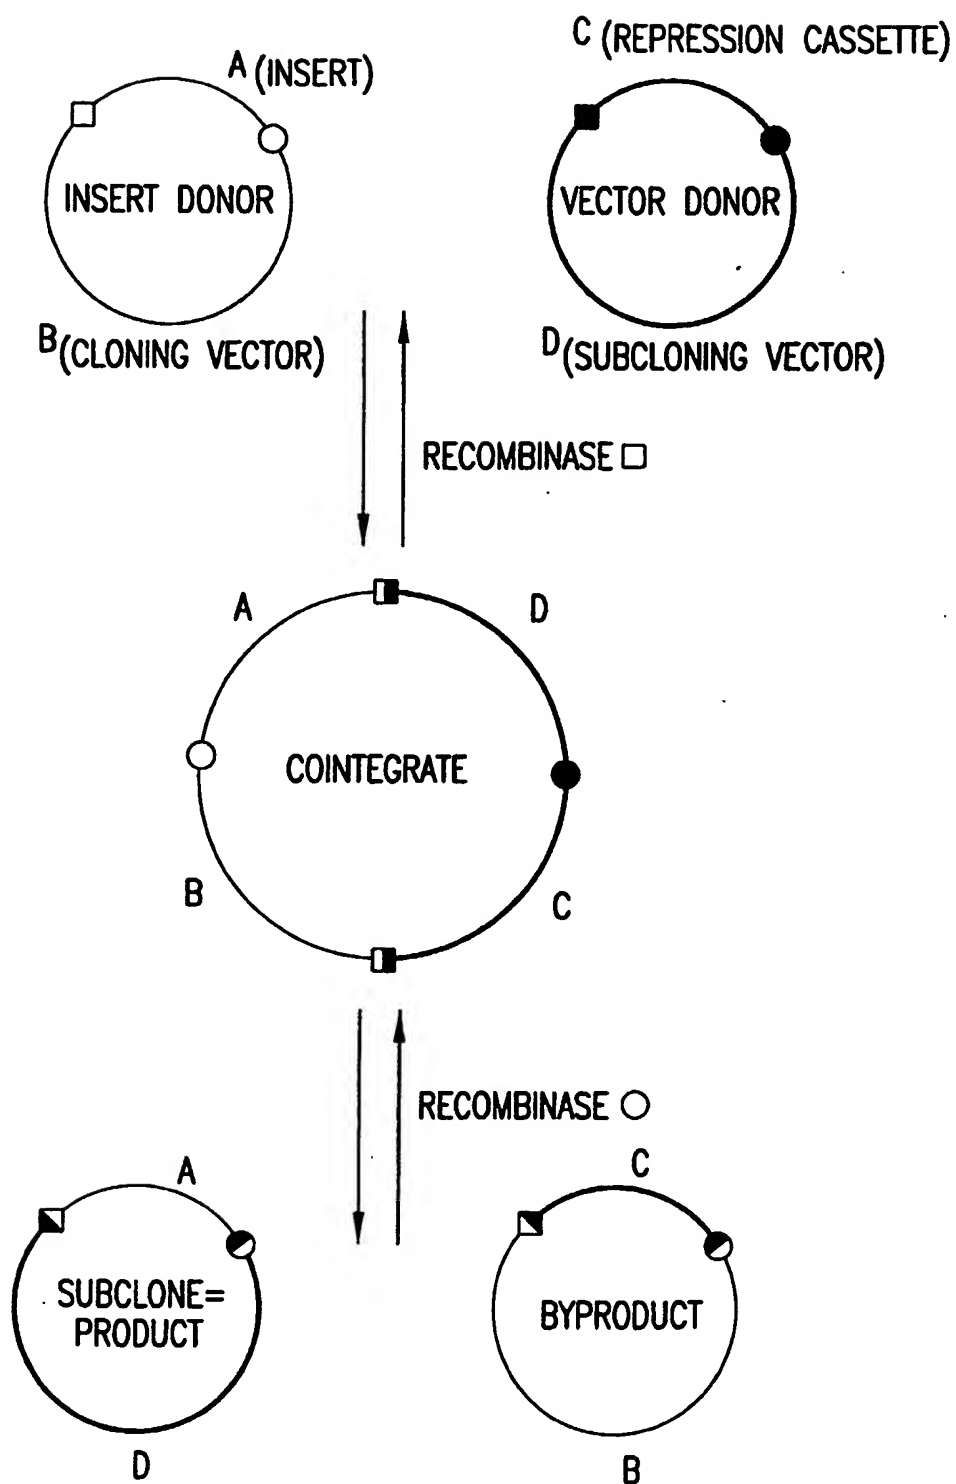 A (INSERT)
C (REPRESSION CASSETTE)
INSERT DONOR
VECTOR DONOR
B (CLONING VECTOR)
D (SUBCLONING VECTOR)
RECOMBINASE
A
D
COINTEGRATE
B
C
RECOMBINASE
A
C
SUBCLONE=
PRODUCT
BYPRODUCT
D
B